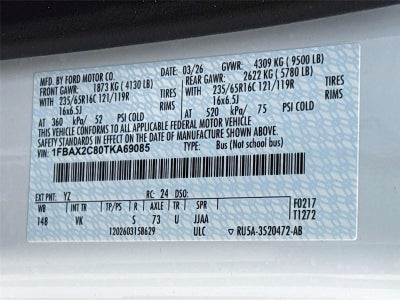 MFD. BY FORD MOTOR CO. DATE: 03/26 GVWR: 4309 KG (9500 LB)
FRONT GAWR: 1873 KG (4130 LB) REAR GAWR: 2622 KG (5780 LB)
WITH 235/65R16C 121/119R TIRES WITH 235/65R16C 121/119R TIRES
16x6.5J RIMS 16x6.5J RIMS
AT 360 kPa/ 52 PSI COLD AT 520 kPa/ 75 PSI COLD
THIS VEHICLE CONFORMS TO ALL APPLICABLE FEDERAL MOTOR VEHICLE SAFETY
STANDARDS IN EFFECT ON THE DATE OF MANUFACTURE SHOWN ABOVE.
VIN: 1FBAX2C80TKA69085 TYPE: Bus (Not School Bus)
EXT PNT: YZ RC: 24 DSO: F0217
WB INT TR TP/PS R AXLE TR SPR T1272
148 VK S 73 U JJAA
1202603158629 ULC RU5A-3520472-AB